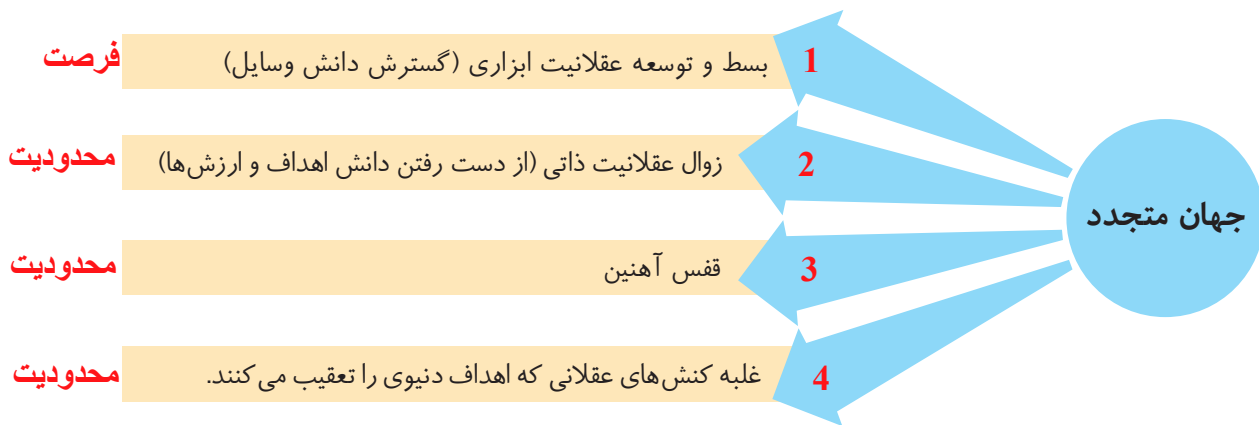 جهان متجدد
1 بسط و توسعه عقلانیت ابزاری (گسترش دانش وسایل) فرصت
2 زوال عقلانیت ذاتی (از دست رفتن دانش اهداف و ارزش‌ها) محدودیت
3 قفس آهنین محدودیت
4 غلبه کنش‌های عقلانی که اهداف دنیوی را تعقیب می‌کنند. محدودیت